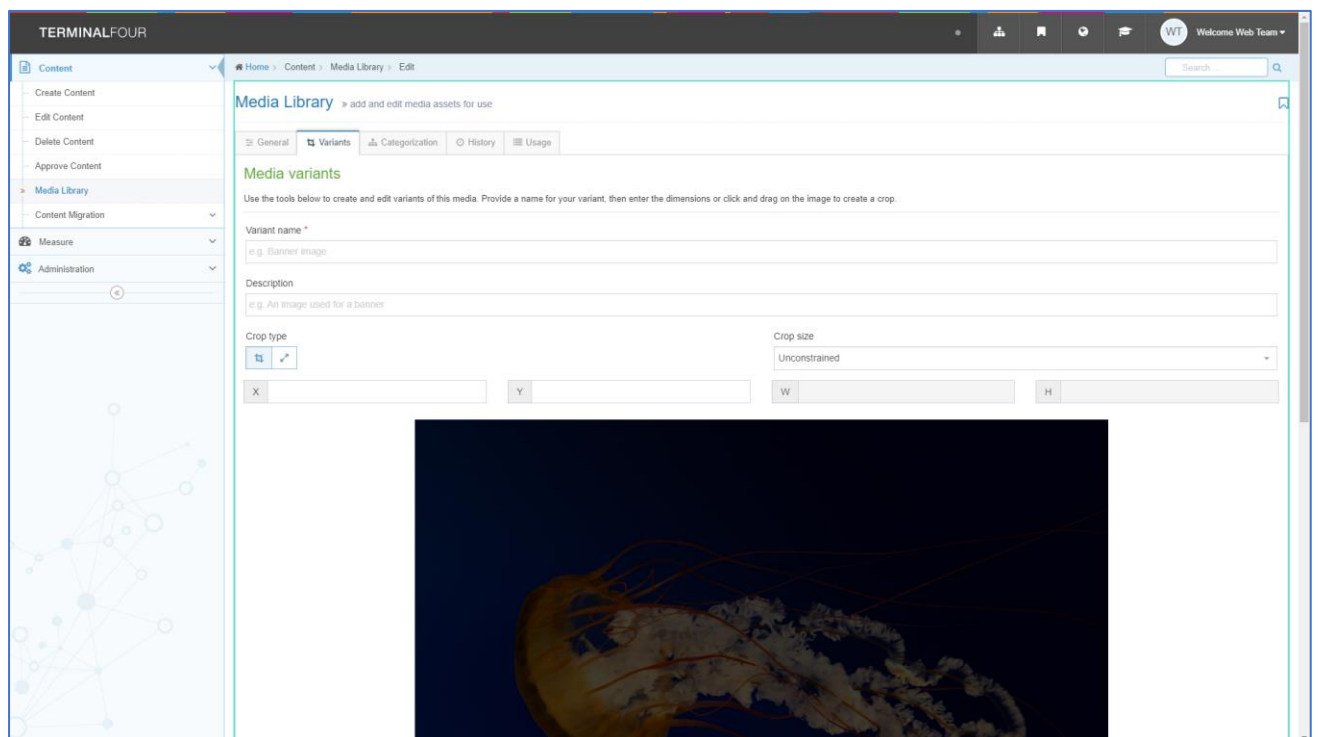 TERMINALFOUR
WT Welcome Web Team
Content
Create Content
Edit Content
Delete Content
Approve Content
Media Library
Content Migration
Measure
Administration
Home > Content > Media Library > Edit
Search...
Media Library » add and edit media assets for use
General Variants Categorization History Usage
Media variants
Use the tools below to create and edit variants of this media. Provide a name for your variant, then enter the dimensions or click and drag on the image to create a crop.
Variant name *
e.g. Banner image
Description
e.g. An image used for a banner
Crop type Crop size
Unconstrained
X Y W H